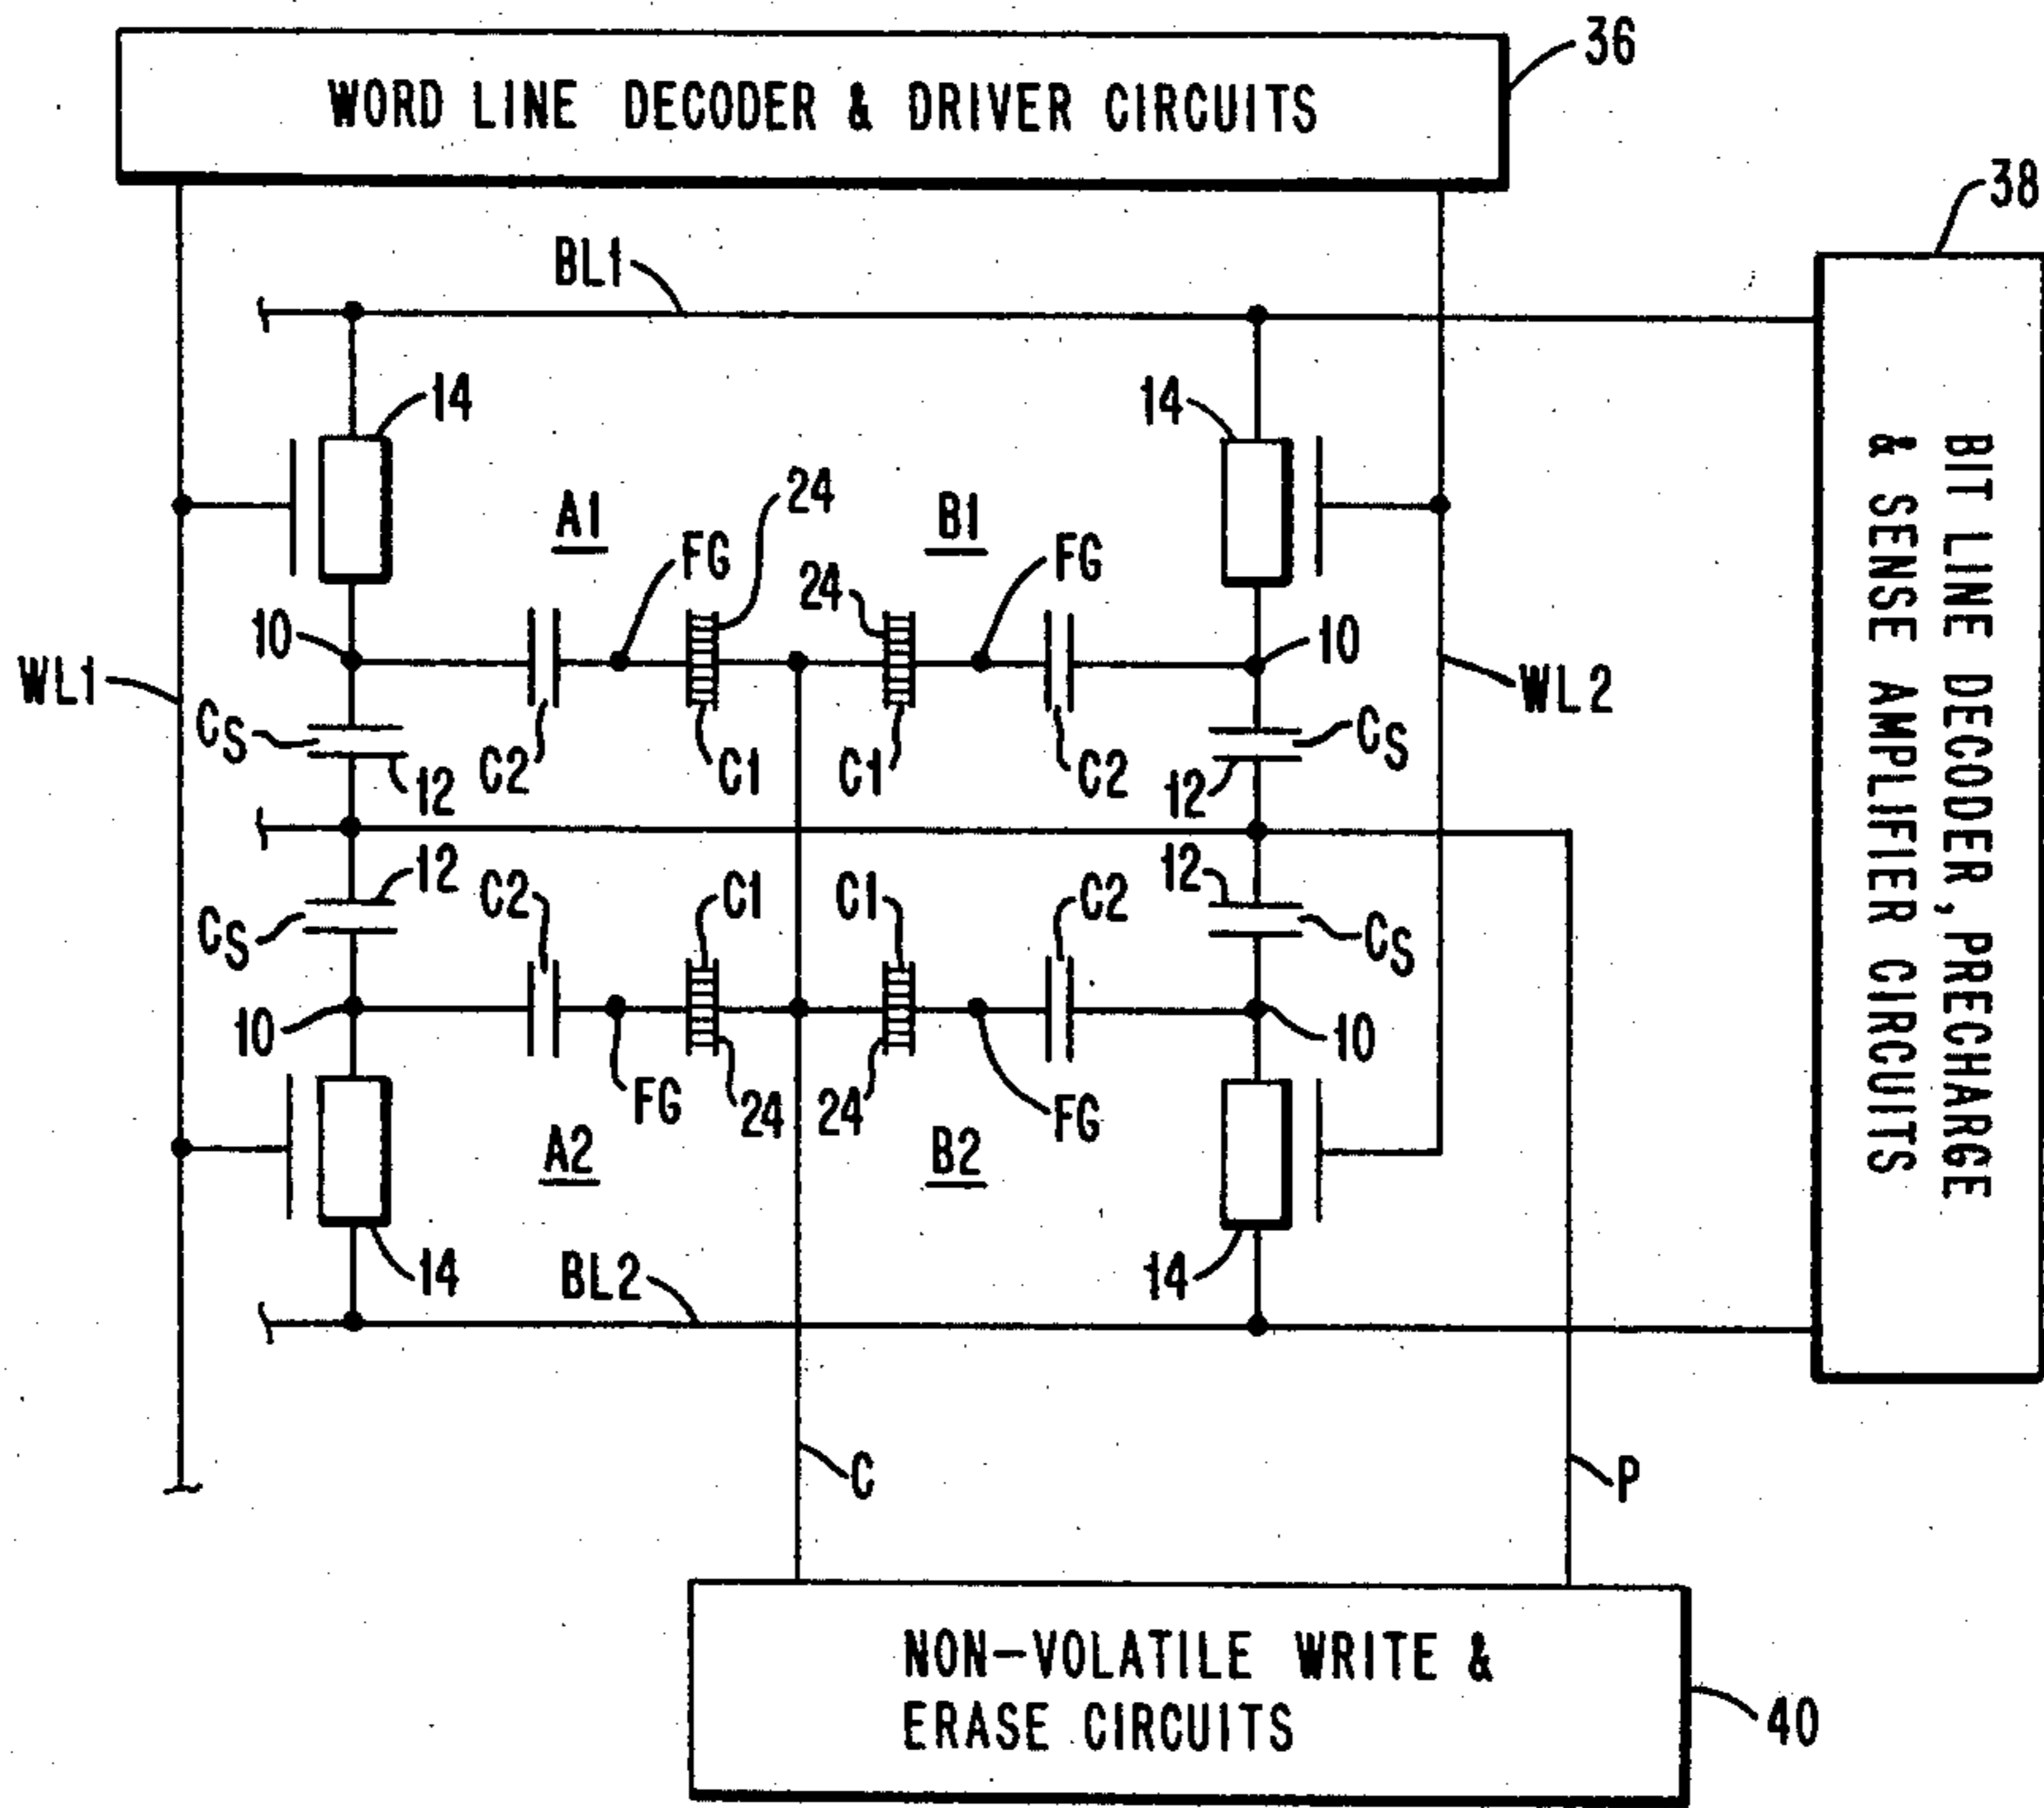 36
WORD LINE DECODER & DRIVER CIRCUITS
38
BL1
14
14
A1
24
B1
FG
24
FG
10
10
WL1
WL2
CS
C2
C1
C1
C2
CS
12
12
BIT LINE DECODER, PRECHARGE
& SENSE AMPLIFIER CIRCUITS
12
C2
C1
C1
12
C2
CS
CS
10
10
FG
24
24
FG
A2
B2
14
BL2
14
C
P
NON-VOLATILE WRITE &
ERASE CIRCUITS
40